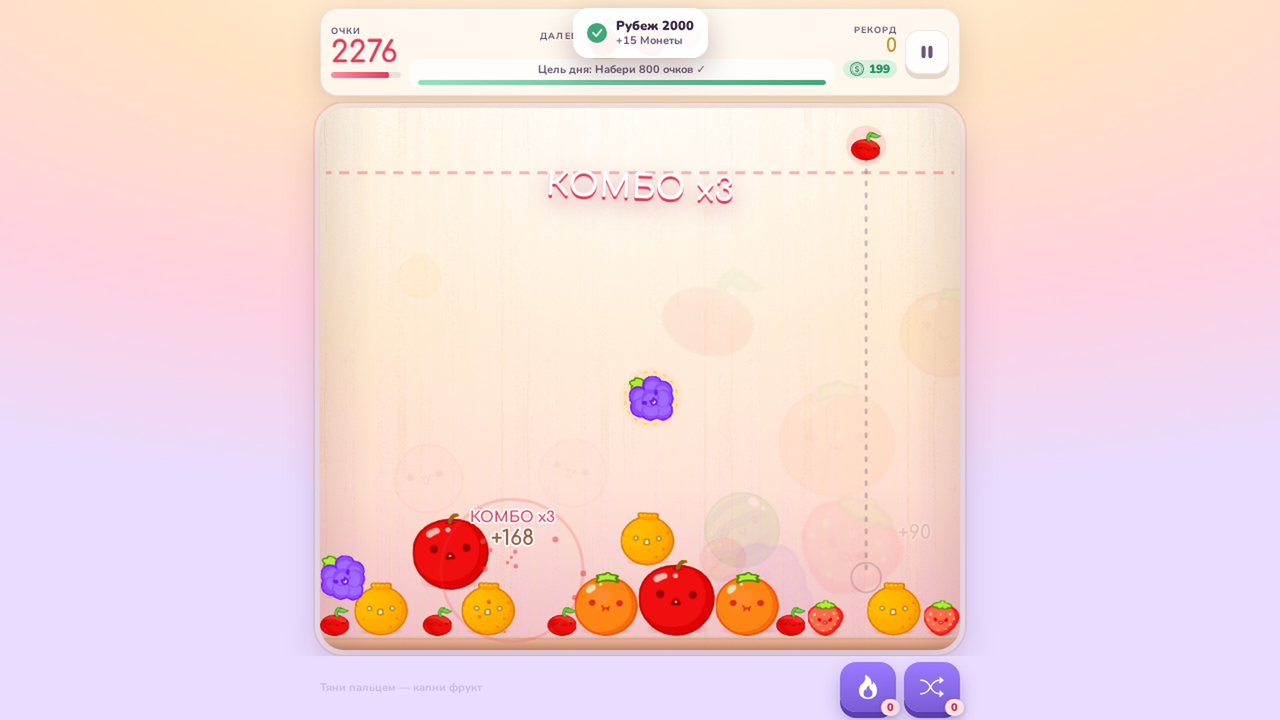 ОЧКИ
2276
ДАЛЕ
Рубеж 2000
+15 Монеты
РЕКОРД
0
199
Цель дня: Набери 800 очков ✓
КОМБО x3
КОМБО x3
+168
+90
Тяни пальцем — капни фрукт
0
0